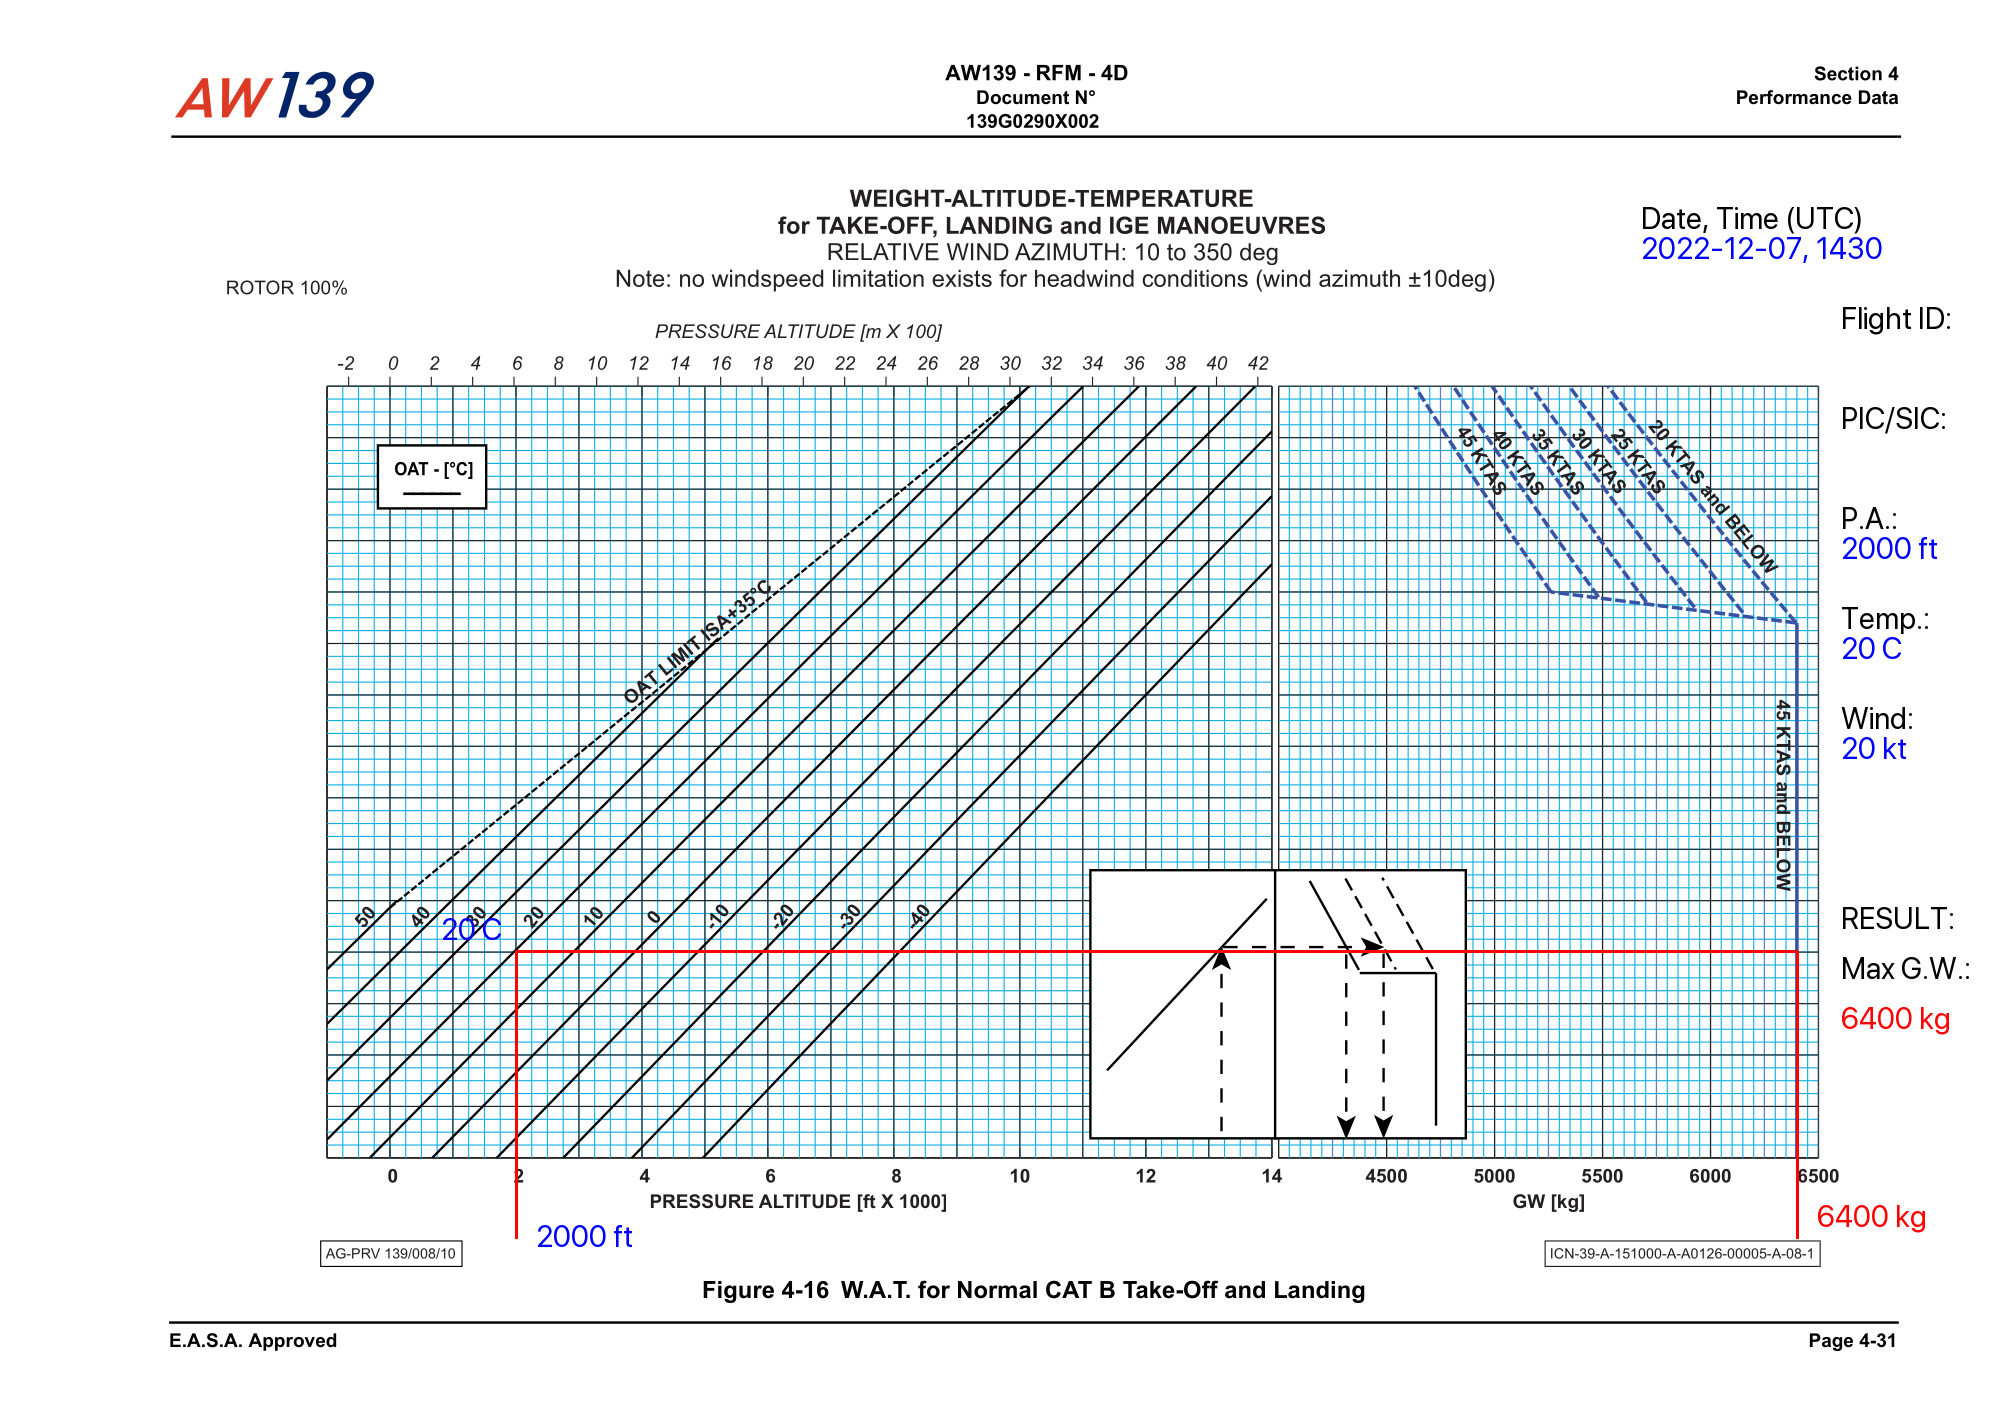 AW139
AW139 - RFM - 4D
Document N°
139G0290X002
Section 4
Performance Data
WEIGHT-ALTITUDE-TEMPERATURE
for TAKE-OFF, LANDING and IGE MANOEUVRES
RELATIVE WIND AZIMUTH: 10 to 350 deg
Note: no windspeed limitation exists for headwind conditions (wind azimuth ±10deg)
ROTOR 100%
Date, Time (UTC)
2022-12-07, 1430
Flight ID:
PIC/SIC:
P.A.:
2000 ft
Temp.:
20 C
Wind:
20 kt
RESULT:
Max G.W.:
6400 kg
PRESSURE ALTITUDE [m X 100]
-2 0 2 4 6 8 10 12 14 16 18 20 22 24 26 28 30 32 34 36 38 40 42
OAT - [°C]
OAT LIMIT ISA+35°C
45 KTAS
40 KTAS
35 KTAS
30 KTAS
25 KTAS
20 KTAS and BELOW
45 KTAS and BELOW
50 40 30 20 10 0 -10 -20 -30 -40
20 C
0 2 4 6 8 10 12 14
4500 5000 5500 6000 6500
PRESSURE ALTITUDE [ft X 1000]
GW [kg]
2000 ft
6400 kg
AG-PRV 139/008/10
ICN-39-A-151000-A-A0126-00005-A-08-1
Figure 4-16 W.A.T. for Normal CAT B Take-Off and Landing
E.A.S.A. Approved
Page 4-31